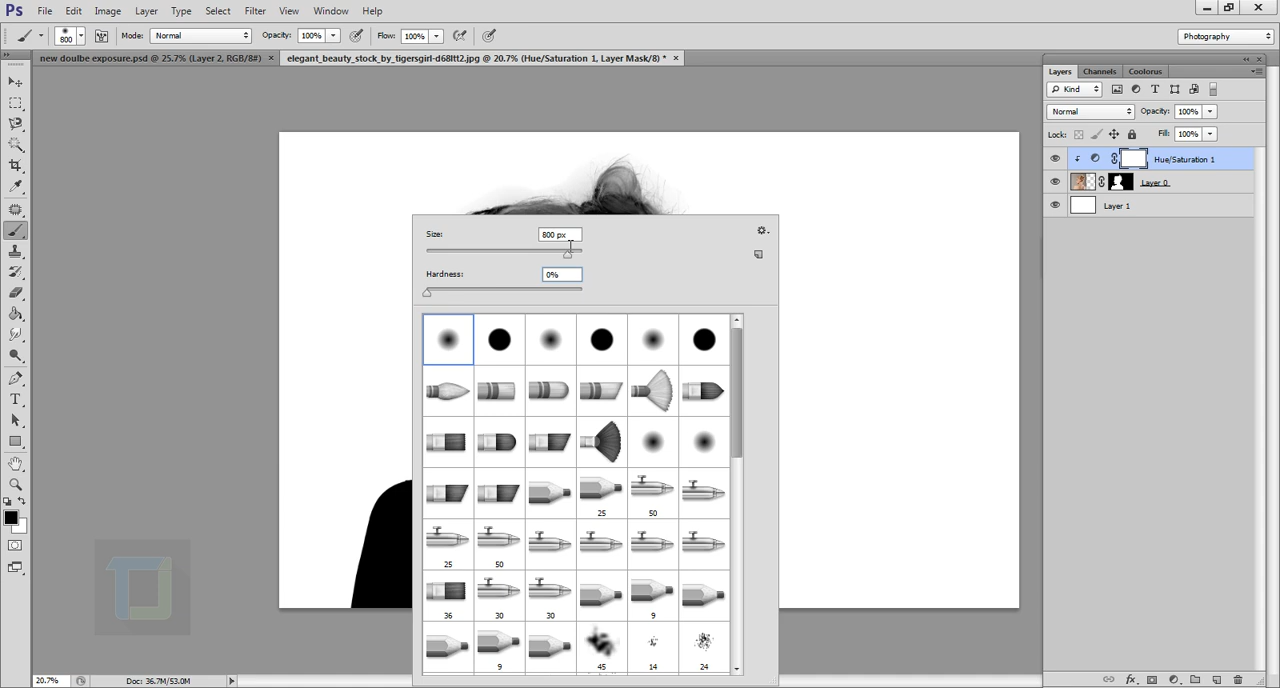 Ps File Edit Image Layer Type Select Filter View Window Help
800 Mode: Normal Opacity: 100% Flow: 100% Photography
new doulbe exposure.psd @ 25.7% (Layer 2, RGB/8#) × elegant_beauty_stock_by_tigersgirl-d68ltt2.jpg @ 20.7% (Hue/Saturation 1, Layer Mask/8) * ×
Layers Channels Coolorus
Kind
Normal Opacity: 100%
Lock: Fill: 100%
Hue/Saturation 1
Layer 0
Layer 1
Size: 800 px
Hardness: 0%
25 50
25 50
36 30 30 9
9 45 14 24
20.7% Doc: 36.7M/53.0M